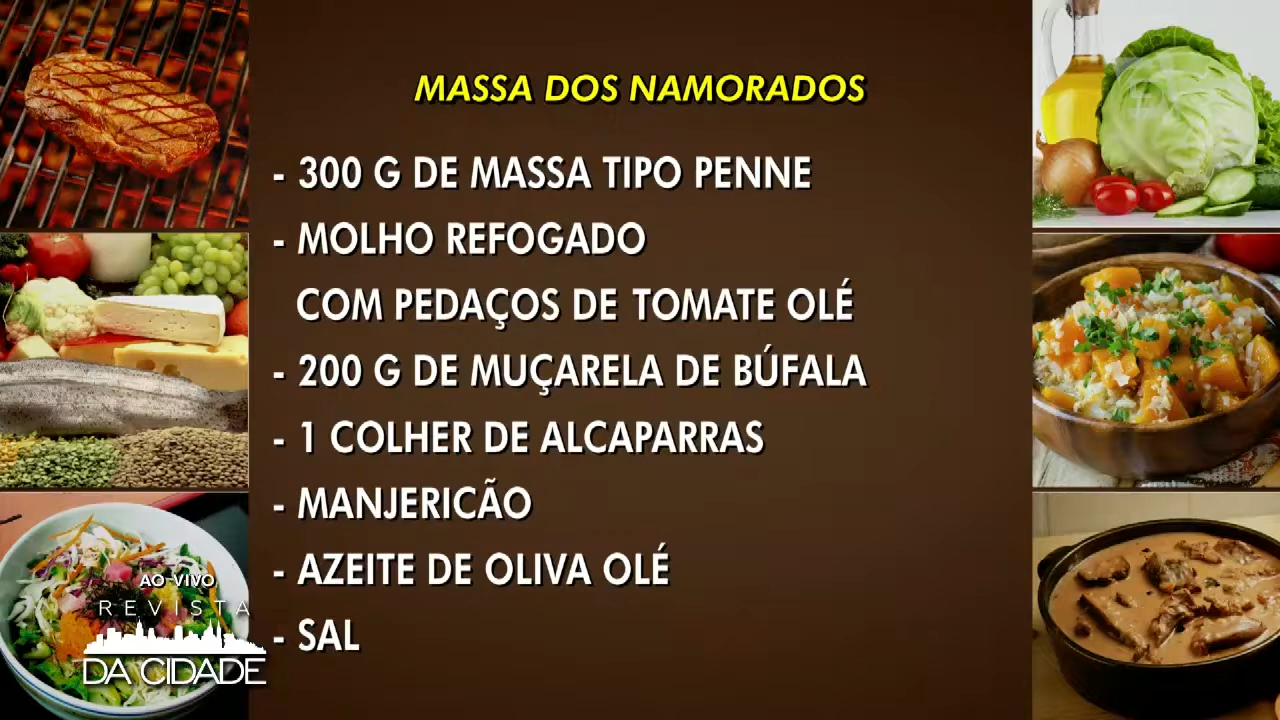 MASSA DOS NAMORADOS
- 300 G DE MASSA TIPO PENNE
- MOLHO REFOGADO
COM PEDAÇOS DE TOMATE OLÉ
- 200 G DE MUÇARELA DE BÚFALA
- 1 COLHER DE ALCAPARRAS
- MANJERICÃO
- AZEITE DE OLIVA OLÉ
- SAL
AO VIVO
REVISTA
DA CIDADE